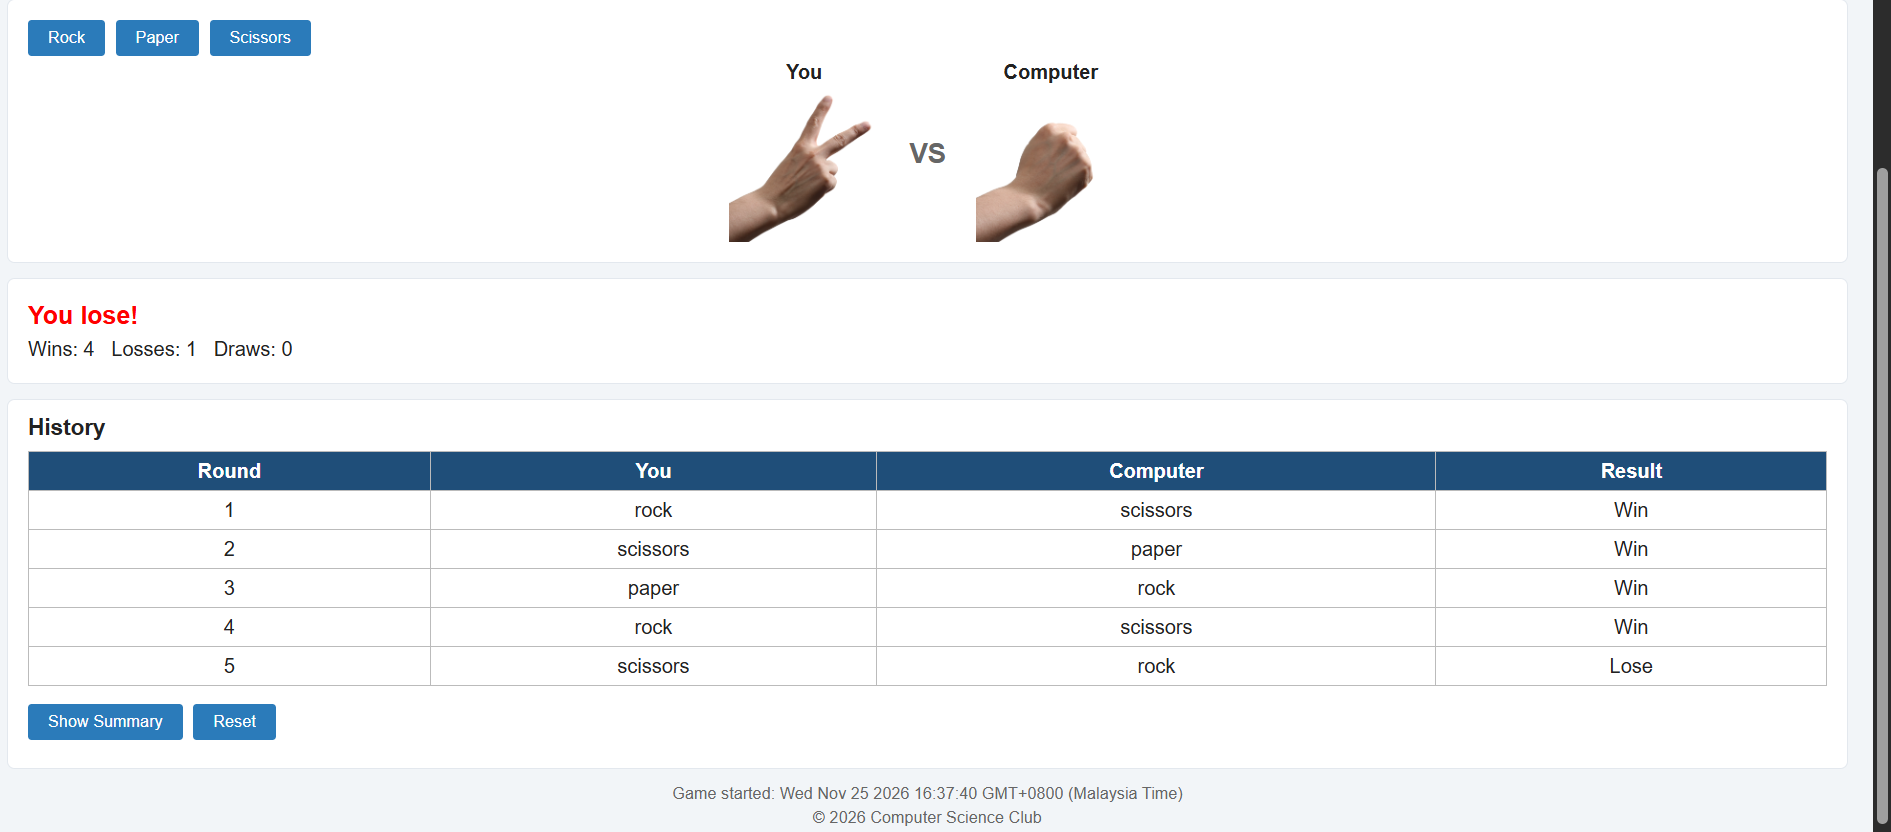 Rock Paper Scissors
You Computer
VS
You lose!
Wins: 4 Losses: 1 Draws: 0
History
Round You Computer Result
1 rock scissors Win
2 scissors paper Win
3 paper rock Win
4 rock scissors Win
5 scissors rock Lose
Show Summary Reset
Game started: Wed Nov 25 2026 16:37:40 GMT+0800 (Malaysia Time)
© 2026 Computer Science Club